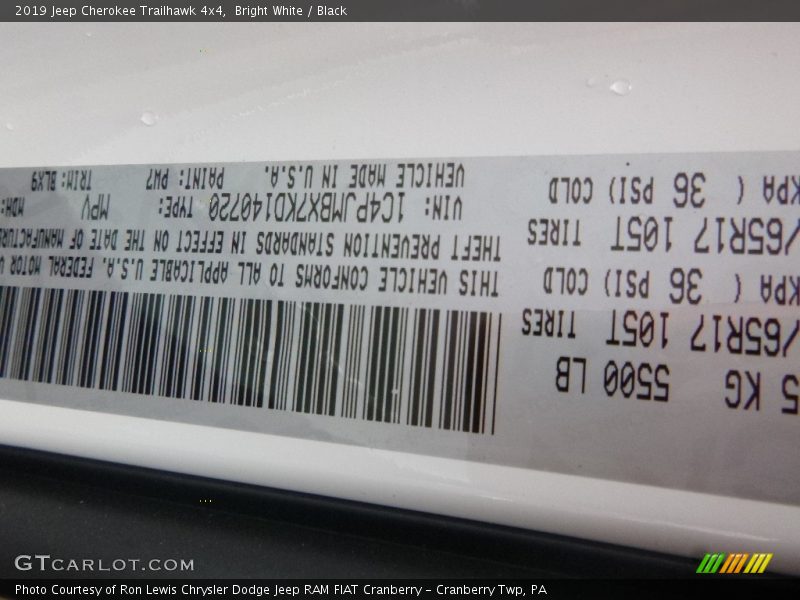 2019 Jeep Cherokee Trailhawk 4x4,  Bright White / Black
5 KG 5500 LB
/65R17 105T TIRES
KPA ( 36 PSI) COLD
/65R17 105T TIRES
KPA ( 36 PSI) COLD
THIS VEHICLE CONFORMS TO ALL APPLICABLE U.S.A. FEDERAL MOTOR
THEFT PREVENTION STANDARDS IN EFFECT ON THE DATE OF MANUFACTURE
VIN: 1C4PJMBX7KD140720 TYPE: MPV MDH:
VEHICLE MADE IN U.S.A. PAINT: PW7 TRIM: BLX9
GTCARLOT.COM
Photo Courtesy of Ron Lewis Chrysler Dodge Jeep RAM FIAT Cranberry – Cranberry Twp, PA